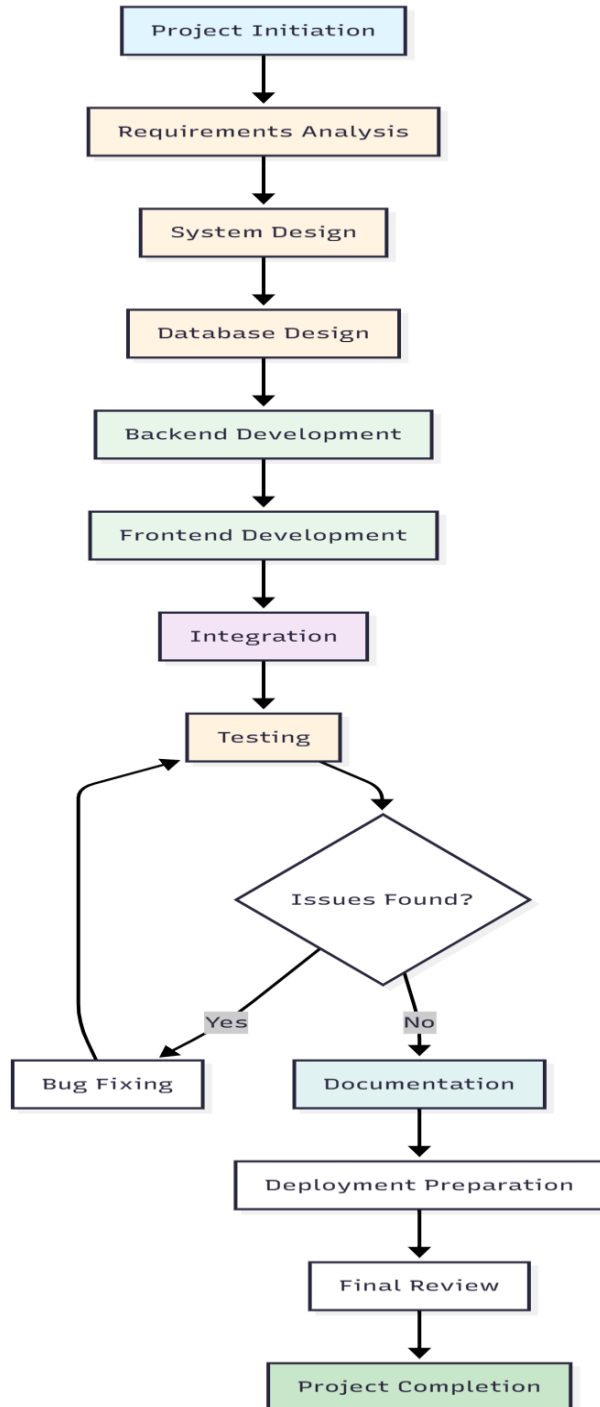 Project Initiation
Requirements Analysis
System Design
Database Design
Backend Development
Frontend Development
Integration
Testing
Issues Found?
Yes
No
Bug Fixing
Documentation
Deployment Preparation
Final Review
Project Completion